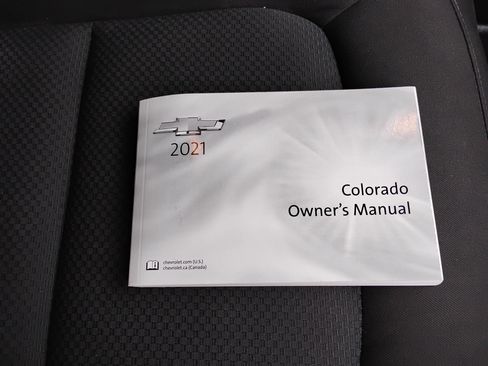 2021
Colorado
Owner's Manual
chevrolet.com (U.S.)
chevrolet.ca (Canada)